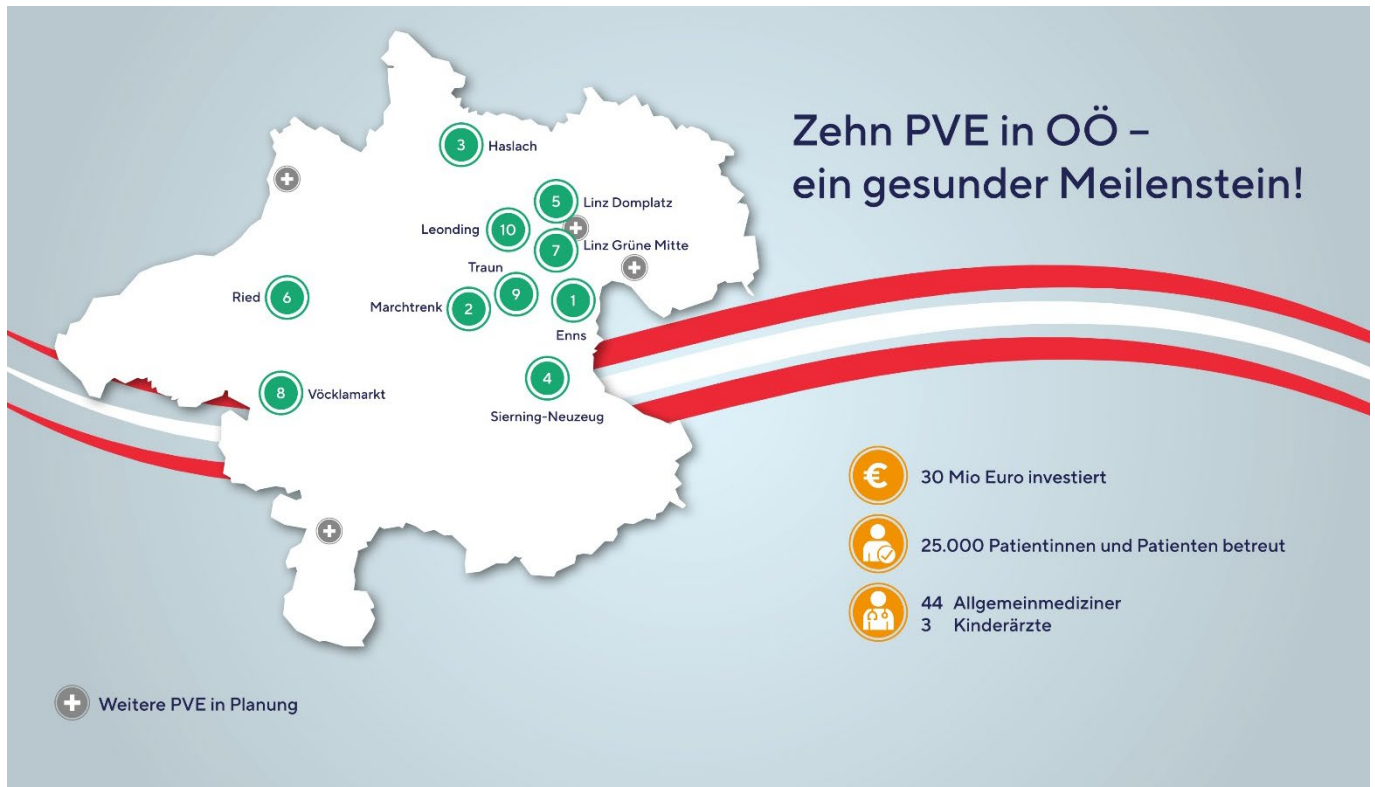 Zehn PVE in OÖ –
ein gesunder Meilenstein!
3 Haslach
5 Linz Domplatz
Leonding 10
7 Linz Grüne Mitte
Traun
9
Ried 6
Marchtrenk 2
1
Enns
8 Vöcklamarkt
4
Sierning-Neuzeug
€ 30 Mio Euro investiert
25.000 Patientinnen und Patienten betreut
44 Allgemeinmediziner
3 Kinderärzte
Weitere PVE in Planung